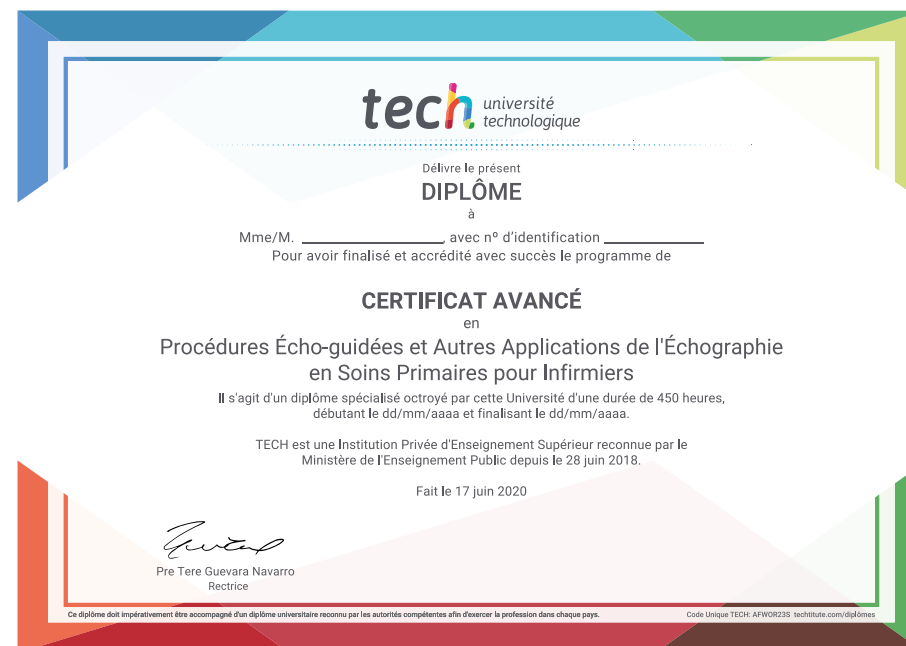 tech université
technologique
Délivre le présent
DIPLÔME
à
Mme/M. ____________, avec nº d'identification ____________
Pour avoir finalisé et accrédité avec succès le programme de
CERTIFICAT AVANCÉ
en
Procédures Écho-guidées et Autres Applications de l'Échographie
en Soins Primaires pour Infirmiers
Il s'agit d'un diplôme spécialisé octroyé par cette Université d'une durée de 450 heures,
débutant le dd/mm/aaaa et finalisant le dd/mm/aaaa.
TECH est une Institution Privée d'Enseignement Supérieur reconnue par le
Ministère de l'Enseignement Public depuis le 28 juin 2018.
Fait le 17 juin 2020
Pre Tere Guevara Navarro
Rectrice
Ce diplôme doit impérativement être accompagné d'un diplôme universitaire reconnu par les autorités compétentes afin d'exercer la profession dans chaque pays.
Code Unique TECH: AFWOR23S techtitute.com/diplômes